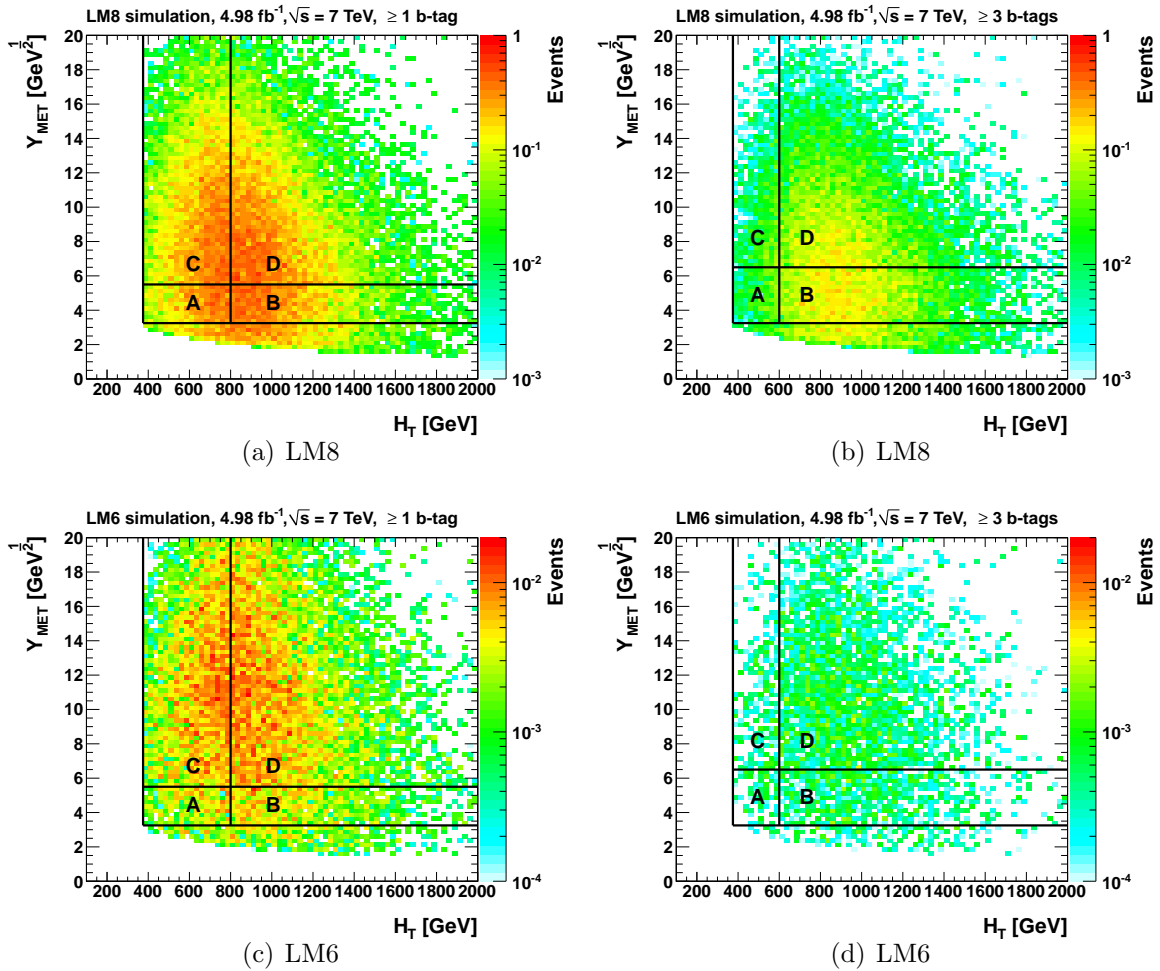 LM8 simulation, 4.98 fb⁻¹,√s = 7 TeV, ≥ 1 b-tag
Y_MET [GeV^½]
20
18
16
14
12
10
8
6
4
2
0
C D
A B
200 400 600 800 1000 1200 1400 1600 1800 2000
H_T [GeV]
1
10⁻¹
10⁻²
10⁻³
Events
(a) LM8
LM8 simulation, 4.98 fb⁻¹,√s = 7 TeV, ≥ 3 b-tags
Y_MET [GeV^½]
20
18
16
14
12
10
8
6
4
2
0
C D
A B
200 400 600 800 1000 1200 1400 1600 1800 2000
H_T [GeV]
1
10⁻¹
10⁻²
10⁻³
Events
(b) LM8
LM6 simulation, 4.98 fb⁻¹,√s = 7 TeV, ≥ 1 b-tag
Y_MET [GeV^½]
20
18
16
14
12
10
8
6
4
2
0
C D
A B
200 400 600 800 1000 1200 1400 1600 1800 2000
H_T [GeV]
10⁻²
10⁻³
10⁻⁴
Events
(c) LM6
LM6 simulation, 4.98 fb⁻¹,√s = 7 TeV, ≥ 3 b-tags
Y_MET [GeV^½]
20
18
16
14
12
10
8
6
4
2
0
C D
A B
200 400 600 800 1000 1200 1400 1600 1800 2000
H_T [GeV]
10⁻²
10⁻³
10⁻⁴
Events
(d) LM6